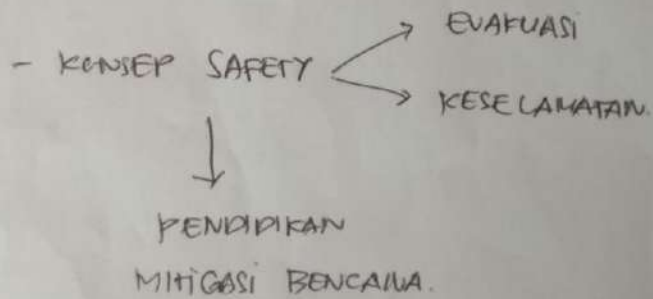 EVAKUASI
- KONSEP SAFETY
KESELAMATAN.
PENDIDIKAN
MITIGASI BENCANA.